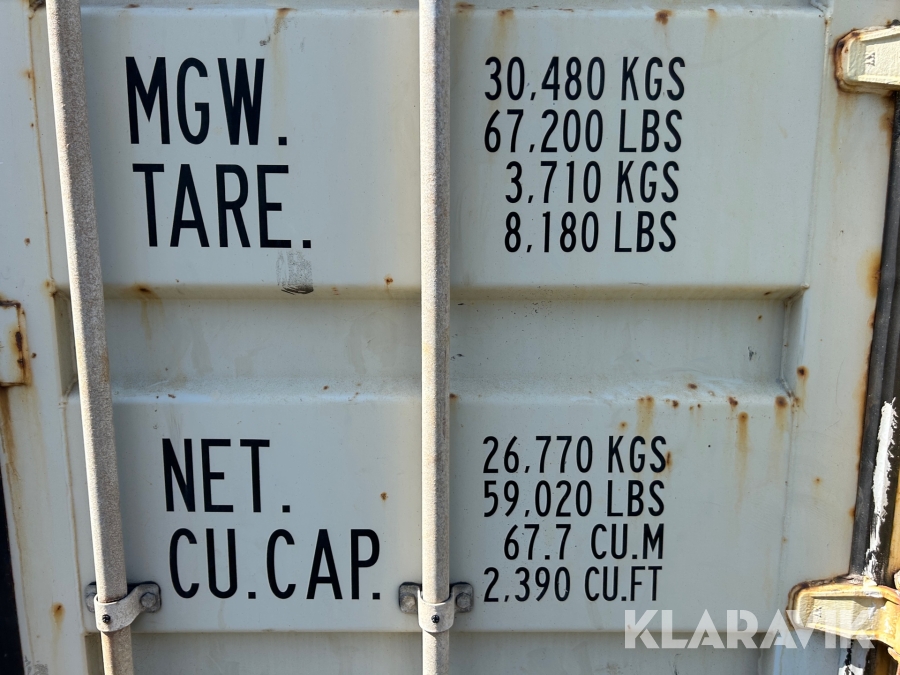 MGW. 30,480 KGS
67,200 LBS
TARE. 3,710 KGS
8,180 LBS
NET. 26,770 KGS
59,020 LBS
CU.CAP. 67.7 CU.M
2,390 CU.FT
KLARAVIK